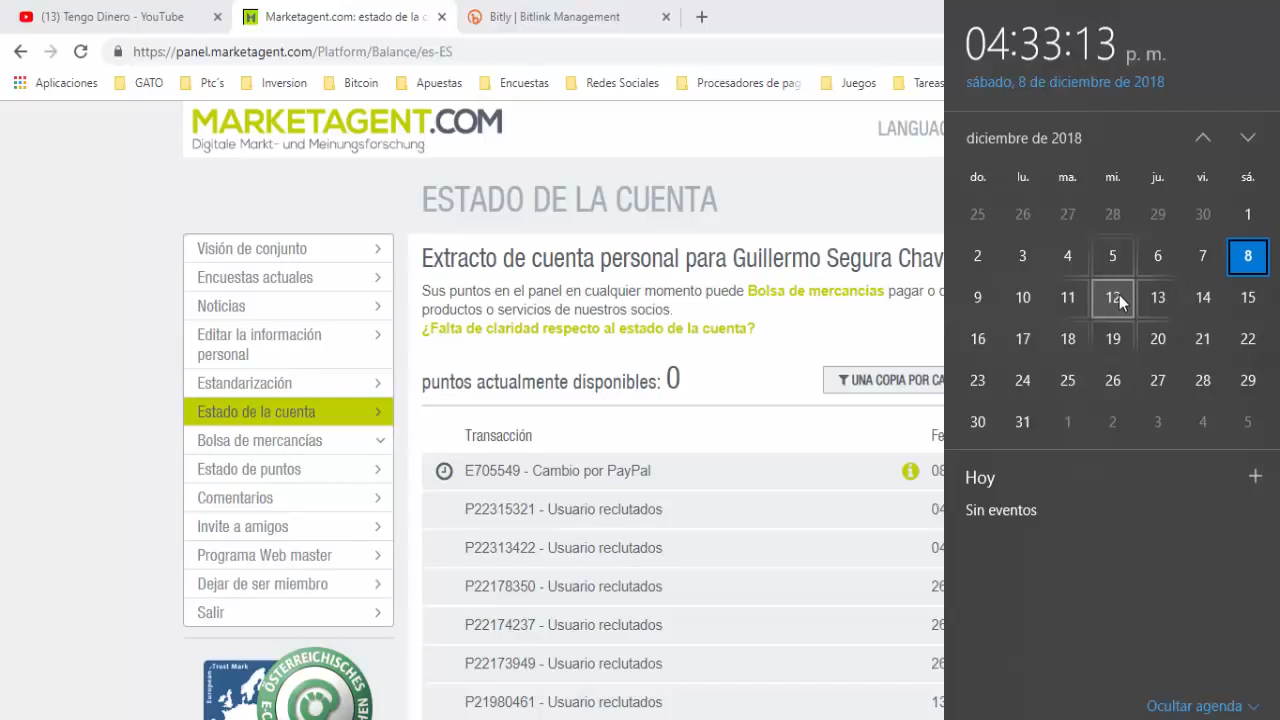 (13) Tengo Dinero - YouTube
Marketagent.com: estado de la c
Bitly | Bitlink Management
https://panel.marketagent.com/Platform/Balance/es-ES
Aplicaciones
GATO
Ptc´s
Inversion
Bitcoin
Apuestas
Encuestas
Redes Sociales
Procesadores de pag
Juegos
Tareas
MARKETAGENT.COM
Digitale Markt- und Meinungsforschung
LANGUAG
ESTADO DE LA CUENTA
Visión de conjunto
Encuestas actuales
Noticias
Editar la información
personal
Estandarización
Estado de la cuenta
Bolsa de mercancías
Estado de puntos
Comentarios
Invite a amigos
Programa Web master
Dejar de ser miembro
Salir
European
Trust Mark
ÖSTERREICHISCHES
Extracto de cuenta personal para Guillermo Segura Chav
Sus puntos en el panel en cualquier momento puede Bolsa de mercancías pagar o c
productos o servicios de nuestros socios.
¿Falta de claridad respecto al estado de la cuenta?
puntos actualmente disponibles: 0
UNA COPIA POR CA
Transacción Fe
E705549 - Cambio por PayPal 08
P22315321 - Usuario reclutados 04
P22313422 - Usuario reclutados 04
P22178350 - Usuario reclutados 26
P22174237 - Usuario reclutados 26
P22173949 - Usuario reclutados 26
P21980461 - Usuario reclutados 13
04:33:13 p. m.
sábado, 8 de diciembre de 2018
diciembre de 2018
do. lu. ma. mi. ju. vi. sá.
25 26 27 28 29 30 1
2 3 4 5 6 7 8
9 10 11 12 13 14 15
16 17 18 19 20 21 22
23 24 25 26 27 28 29
30 31 1 2 3 4 5
Hoy
Sin eventos
Ocultar agenda